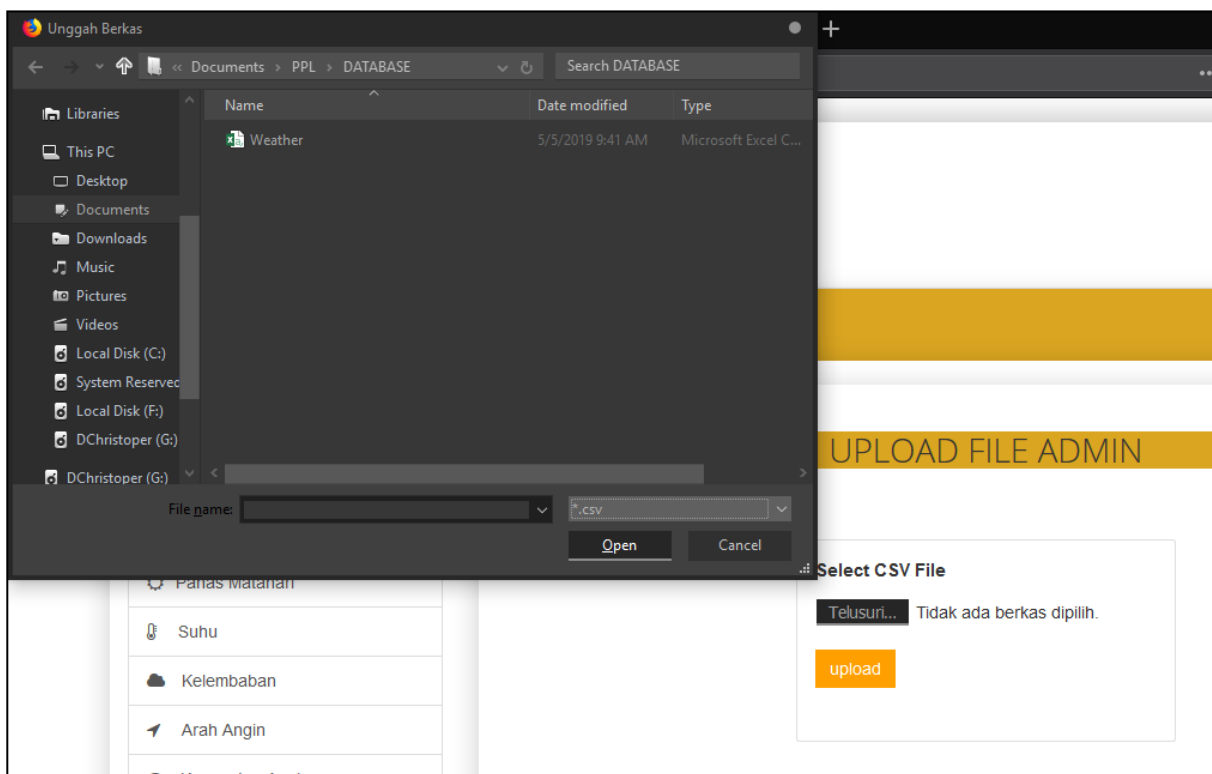 Unggah Berkas
« Documents > PPL > DATABASE
Search DATABASE
Name Date modified Type
Libraries
Weather 5/5/2019 9:41 AM Microsoft Excel C...
This PC
Desktop
Documents
Downloads
Music
Pictures
Videos
Local Disk (C:)
System Reserved
Local Disk (F:)
DChristoper (G:)
DChristoper (G:)
File name:
*.csv
Open Cancel
UPLOAD FILE ADMIN
Select CSV File
Telusuri... Tidak ada berkas dipilih.
upload
Panas Matahari
Suhu
Kelembaban
Arah Angin